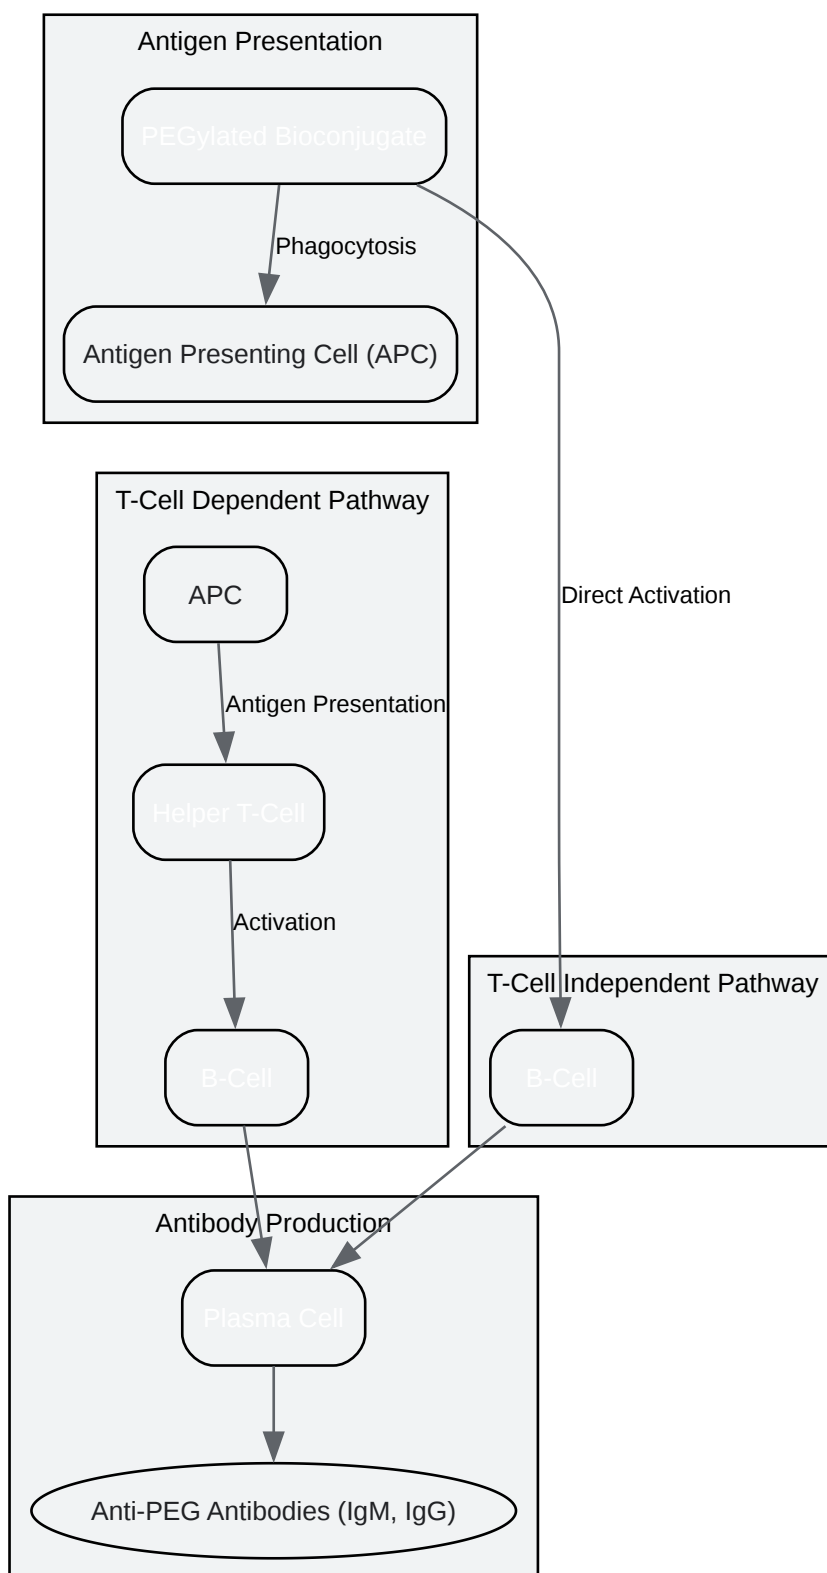 Antigen Presentation
PEGylated Bioconjugate
Phagocytosis
Antigen Presenting Cell (APC)
T-Cell Dependent Pathway
APC
Direct Activation
Antigen Presentation
Helper T-Cell
Activation
T-Cell Independent Pathway
B-Cell
B-Cell
Antibody Production
Plasma Cell
Anti-PEG Antibodies (IgM, IgG)